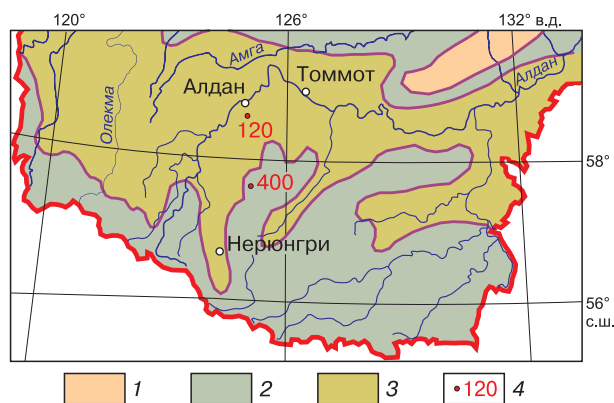 120° 126° 132° в.д.
Амга
Томмот
Алдан
Алдан
Олекма
120
58°
400
Нерюнгри
56°
с.ш.
1 2 3 120 4